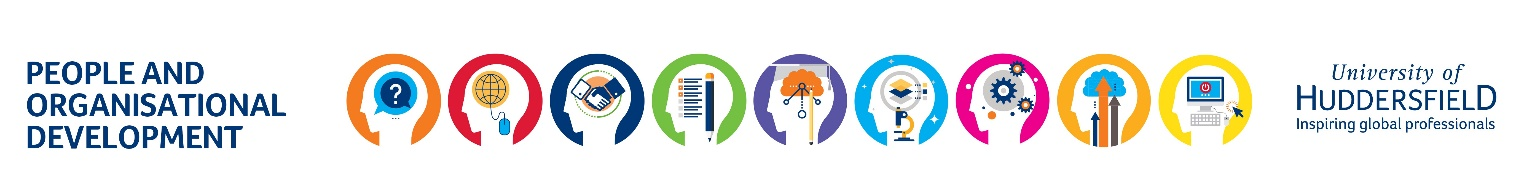 PEOPLE AND
ORGANISATIONAL
DEVELOPMENT
?
University of
HUDDERSFIELD
Inspiring global professionals